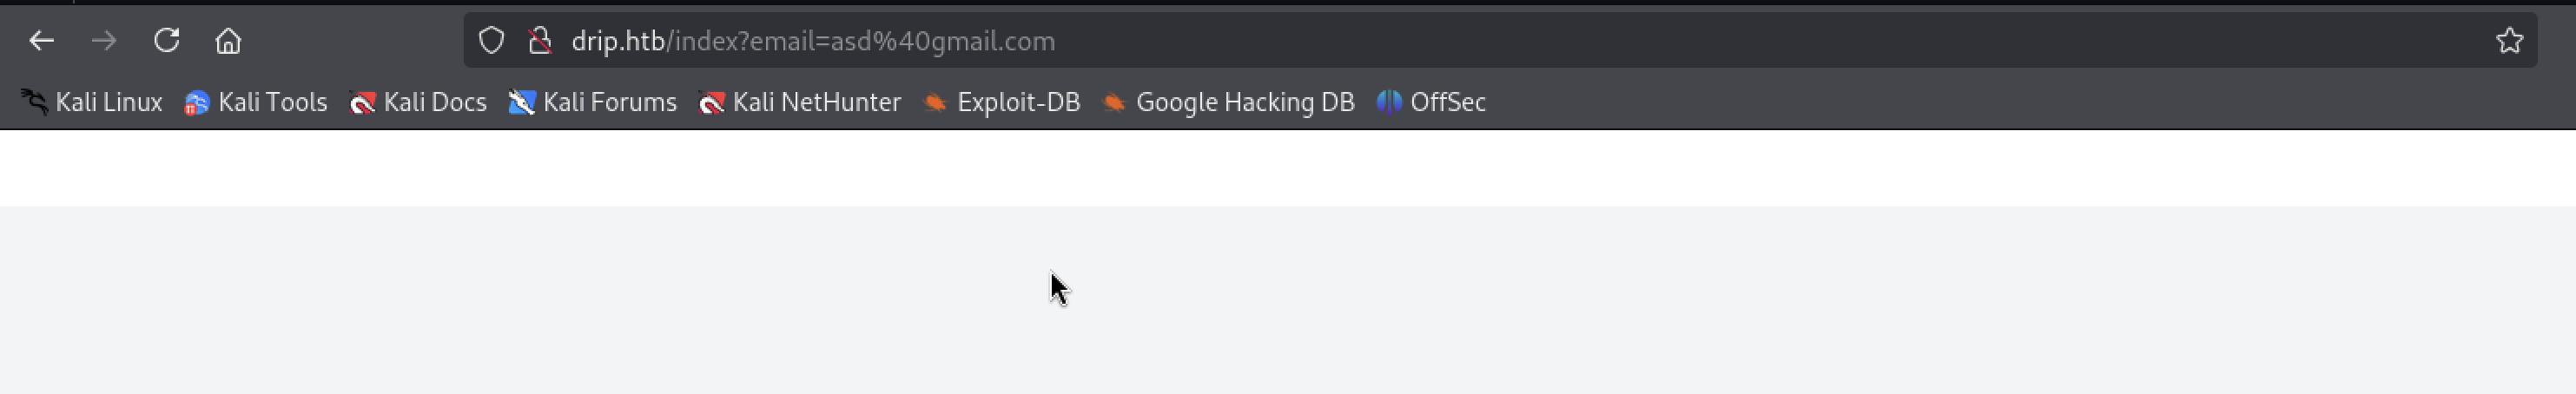 drip.htb/index?email=asd%40gmail.com
Kali Linux Kali Tools Kali Docs Kali Forums Kali NetHunter Exploit-DB Google Hacking DB OffSec